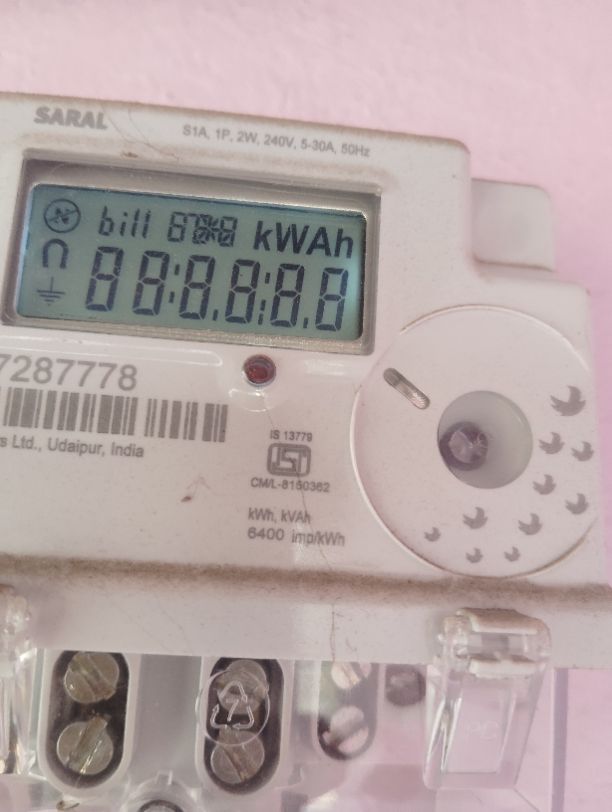 SARAL
S1A, 1P, 2W, 240V, 5-30A, 50Hz
bill kWAh
88:8.8:8.8
7287778
s Ltd., Udaipur, India
IS 13779
ISI
CM/L-8150362
kWh, kVAh
6400 imp/kWh